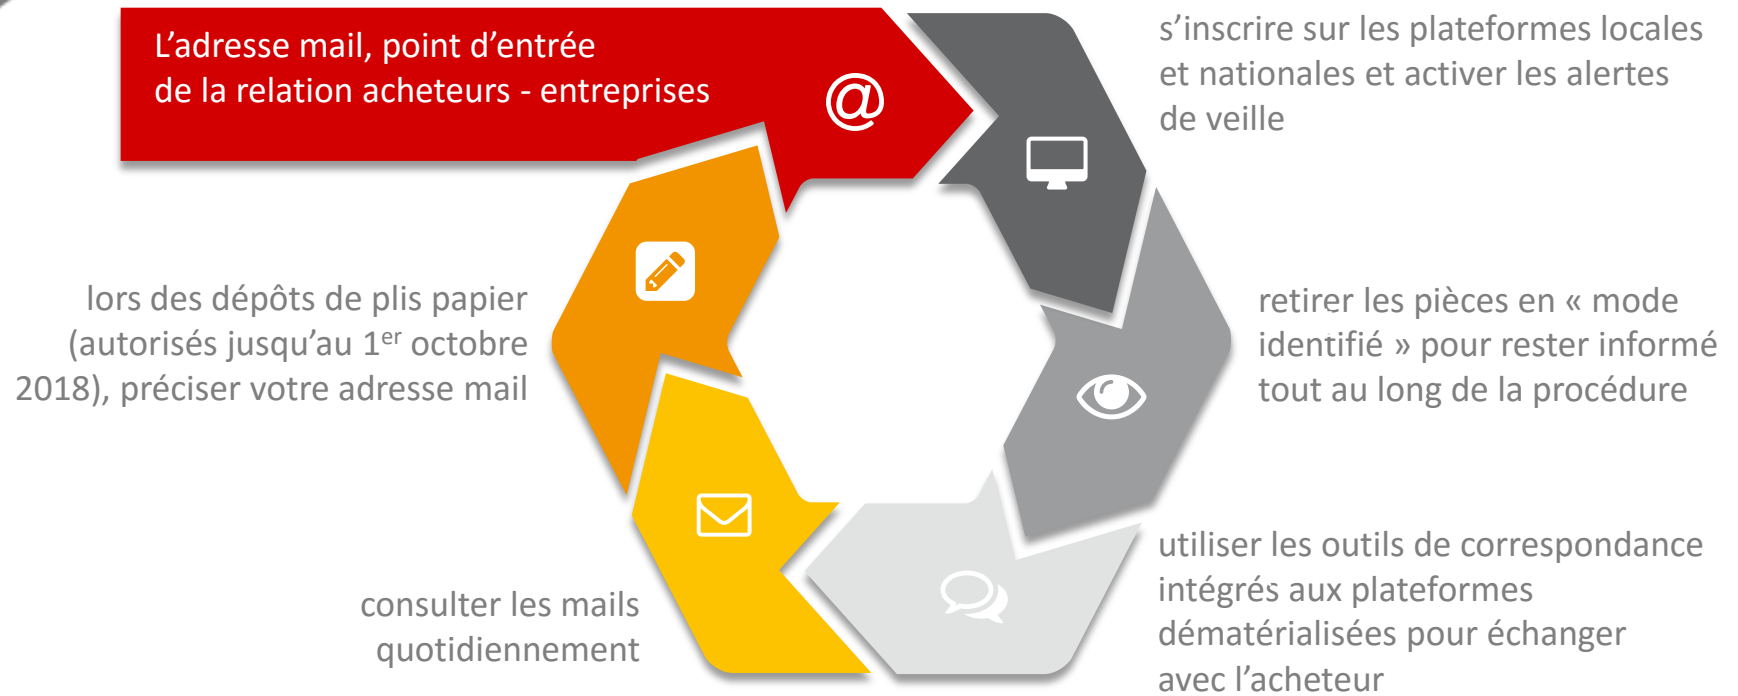 L’adresse mail, point d’entrée
de la relation acheteurs - entreprises
@
s’inscrire sur les plateformes locales
et nationales et activer les alertes
de veille
retirer les pièces en « mode
identifié » pour rester informé
tout au long de la procédure
utiliser les outils de correspondance
intégrés aux plateformes
dématérialisées pour échanger
avec l’acheteur
consulter les mails
quotidiennement
lors des dépôts de plis papier
(autorisés jusqu’au 1er octobre
2018), préciser votre adresse mail